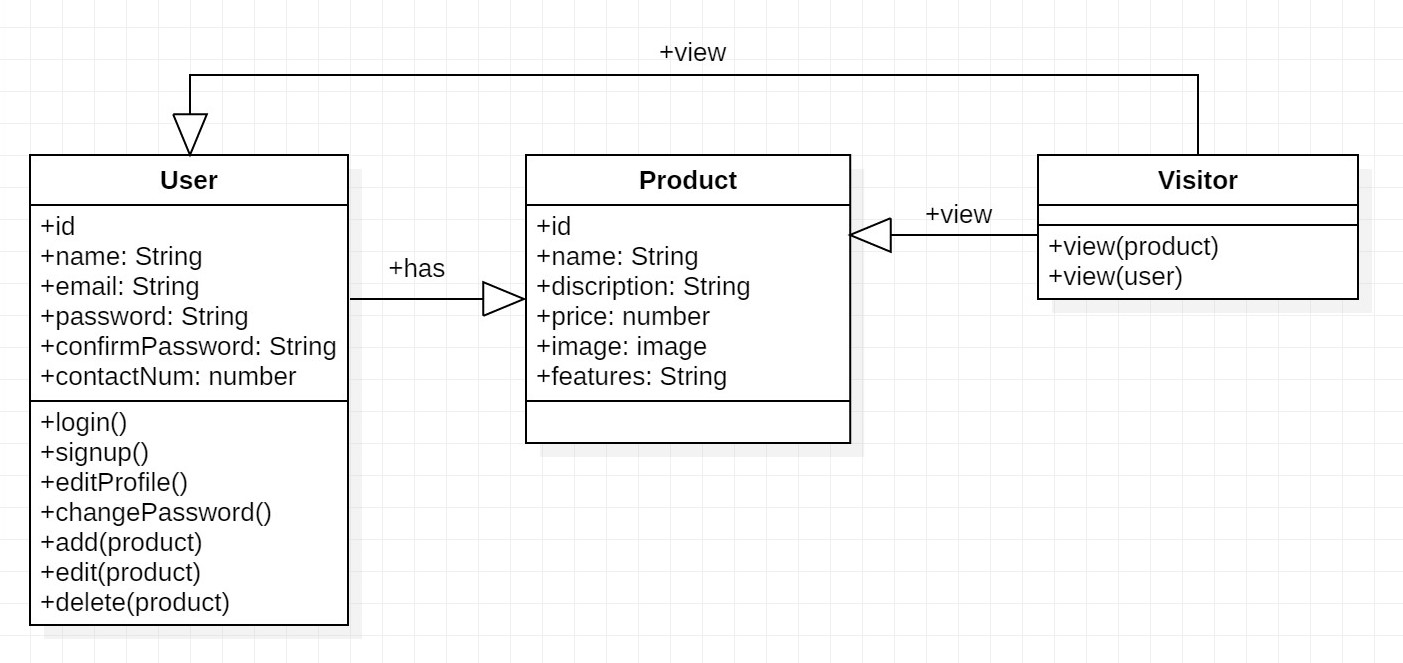 +view
User
+id
+name: String
+email: String
+password: String
+confirmPassword: String
+contactNum: number
+login()
+signup()
+editProfile()
+changePassword()
+add(product)
+edit(product)
+delete(product)
+has
Product
+id
+name: String
+discription: String
+price: number
+image: image
+features: String
+view
Visitor
+view(product)
+view(user)